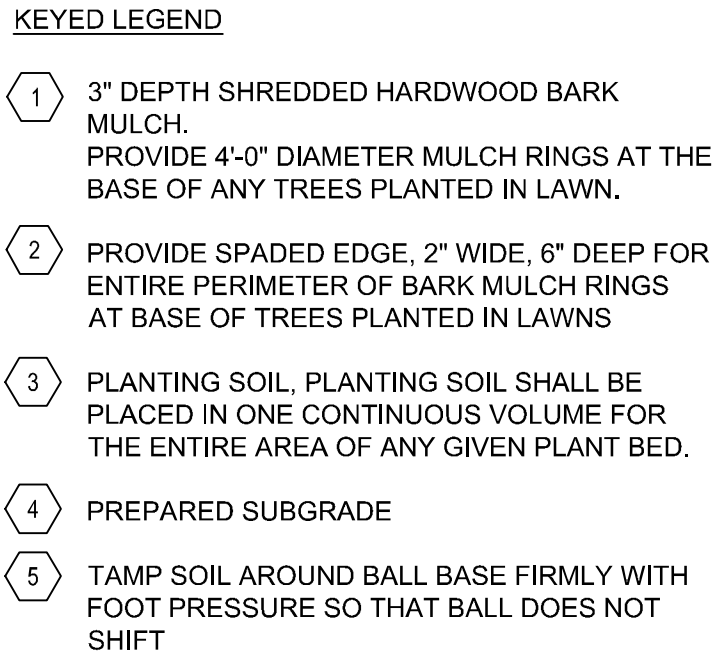 KEYED LEGEND
1 3" DEPTH SHREDDED HARDWOOD BARK
MULCH.
PROVIDE 4'-0" DIAMETER MULCH RINGS AT THE
BASE OF ANY TREES PLANTED IN LAWN.
2 PROVIDE SPADED EDGE, 2" WIDE, 6" DEEP FOR
ENTIRE PERIMETER OF BARK MULCH RINGS
AT BASE OF TREES PLANTED IN LAWNS
3 PLANTING SOIL, PLANTING SOIL SHALL BE
PLACED IN ONE CONTINUOUS VOLUME FOR
THE ENTIRE AREA OF ANY GIVEN PLANT BED.
4 PREPARED SUBGRADE
5 TAMP SOIL AROUND BALL BASE FIRMLY WITH
FOOT PRESSURE SO THAT BALL DOES NOT
SHIFT